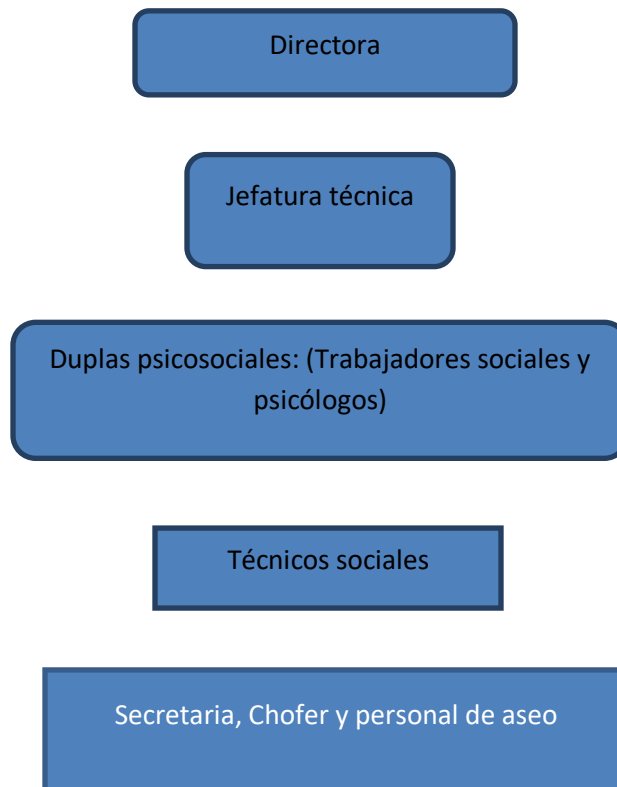 Directora
Jefatura técnica
Duplas psicosociales: (Trabajadores sociales y
psicólogos)
Técnicos sociales
Secretaria, Chofer y personal de aseo